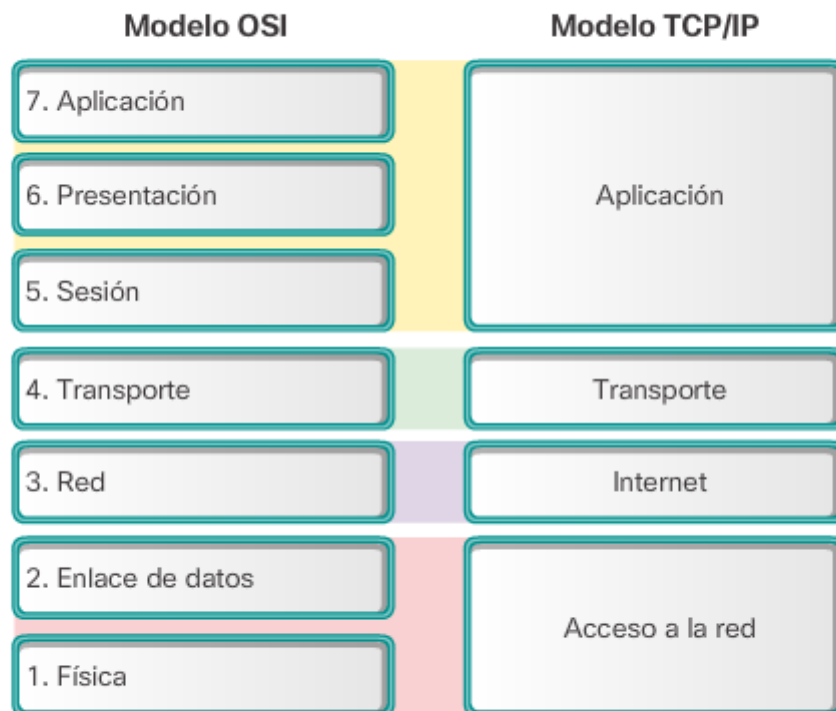 Modelo OSI
Modelo TCP/IP
7. Aplicación
6. Presentación
5. Sesión
Aplicación
4. Transporte
Transporte
3. Red
Internet
2. Enlace de datos
1. Física
Acceso a la red